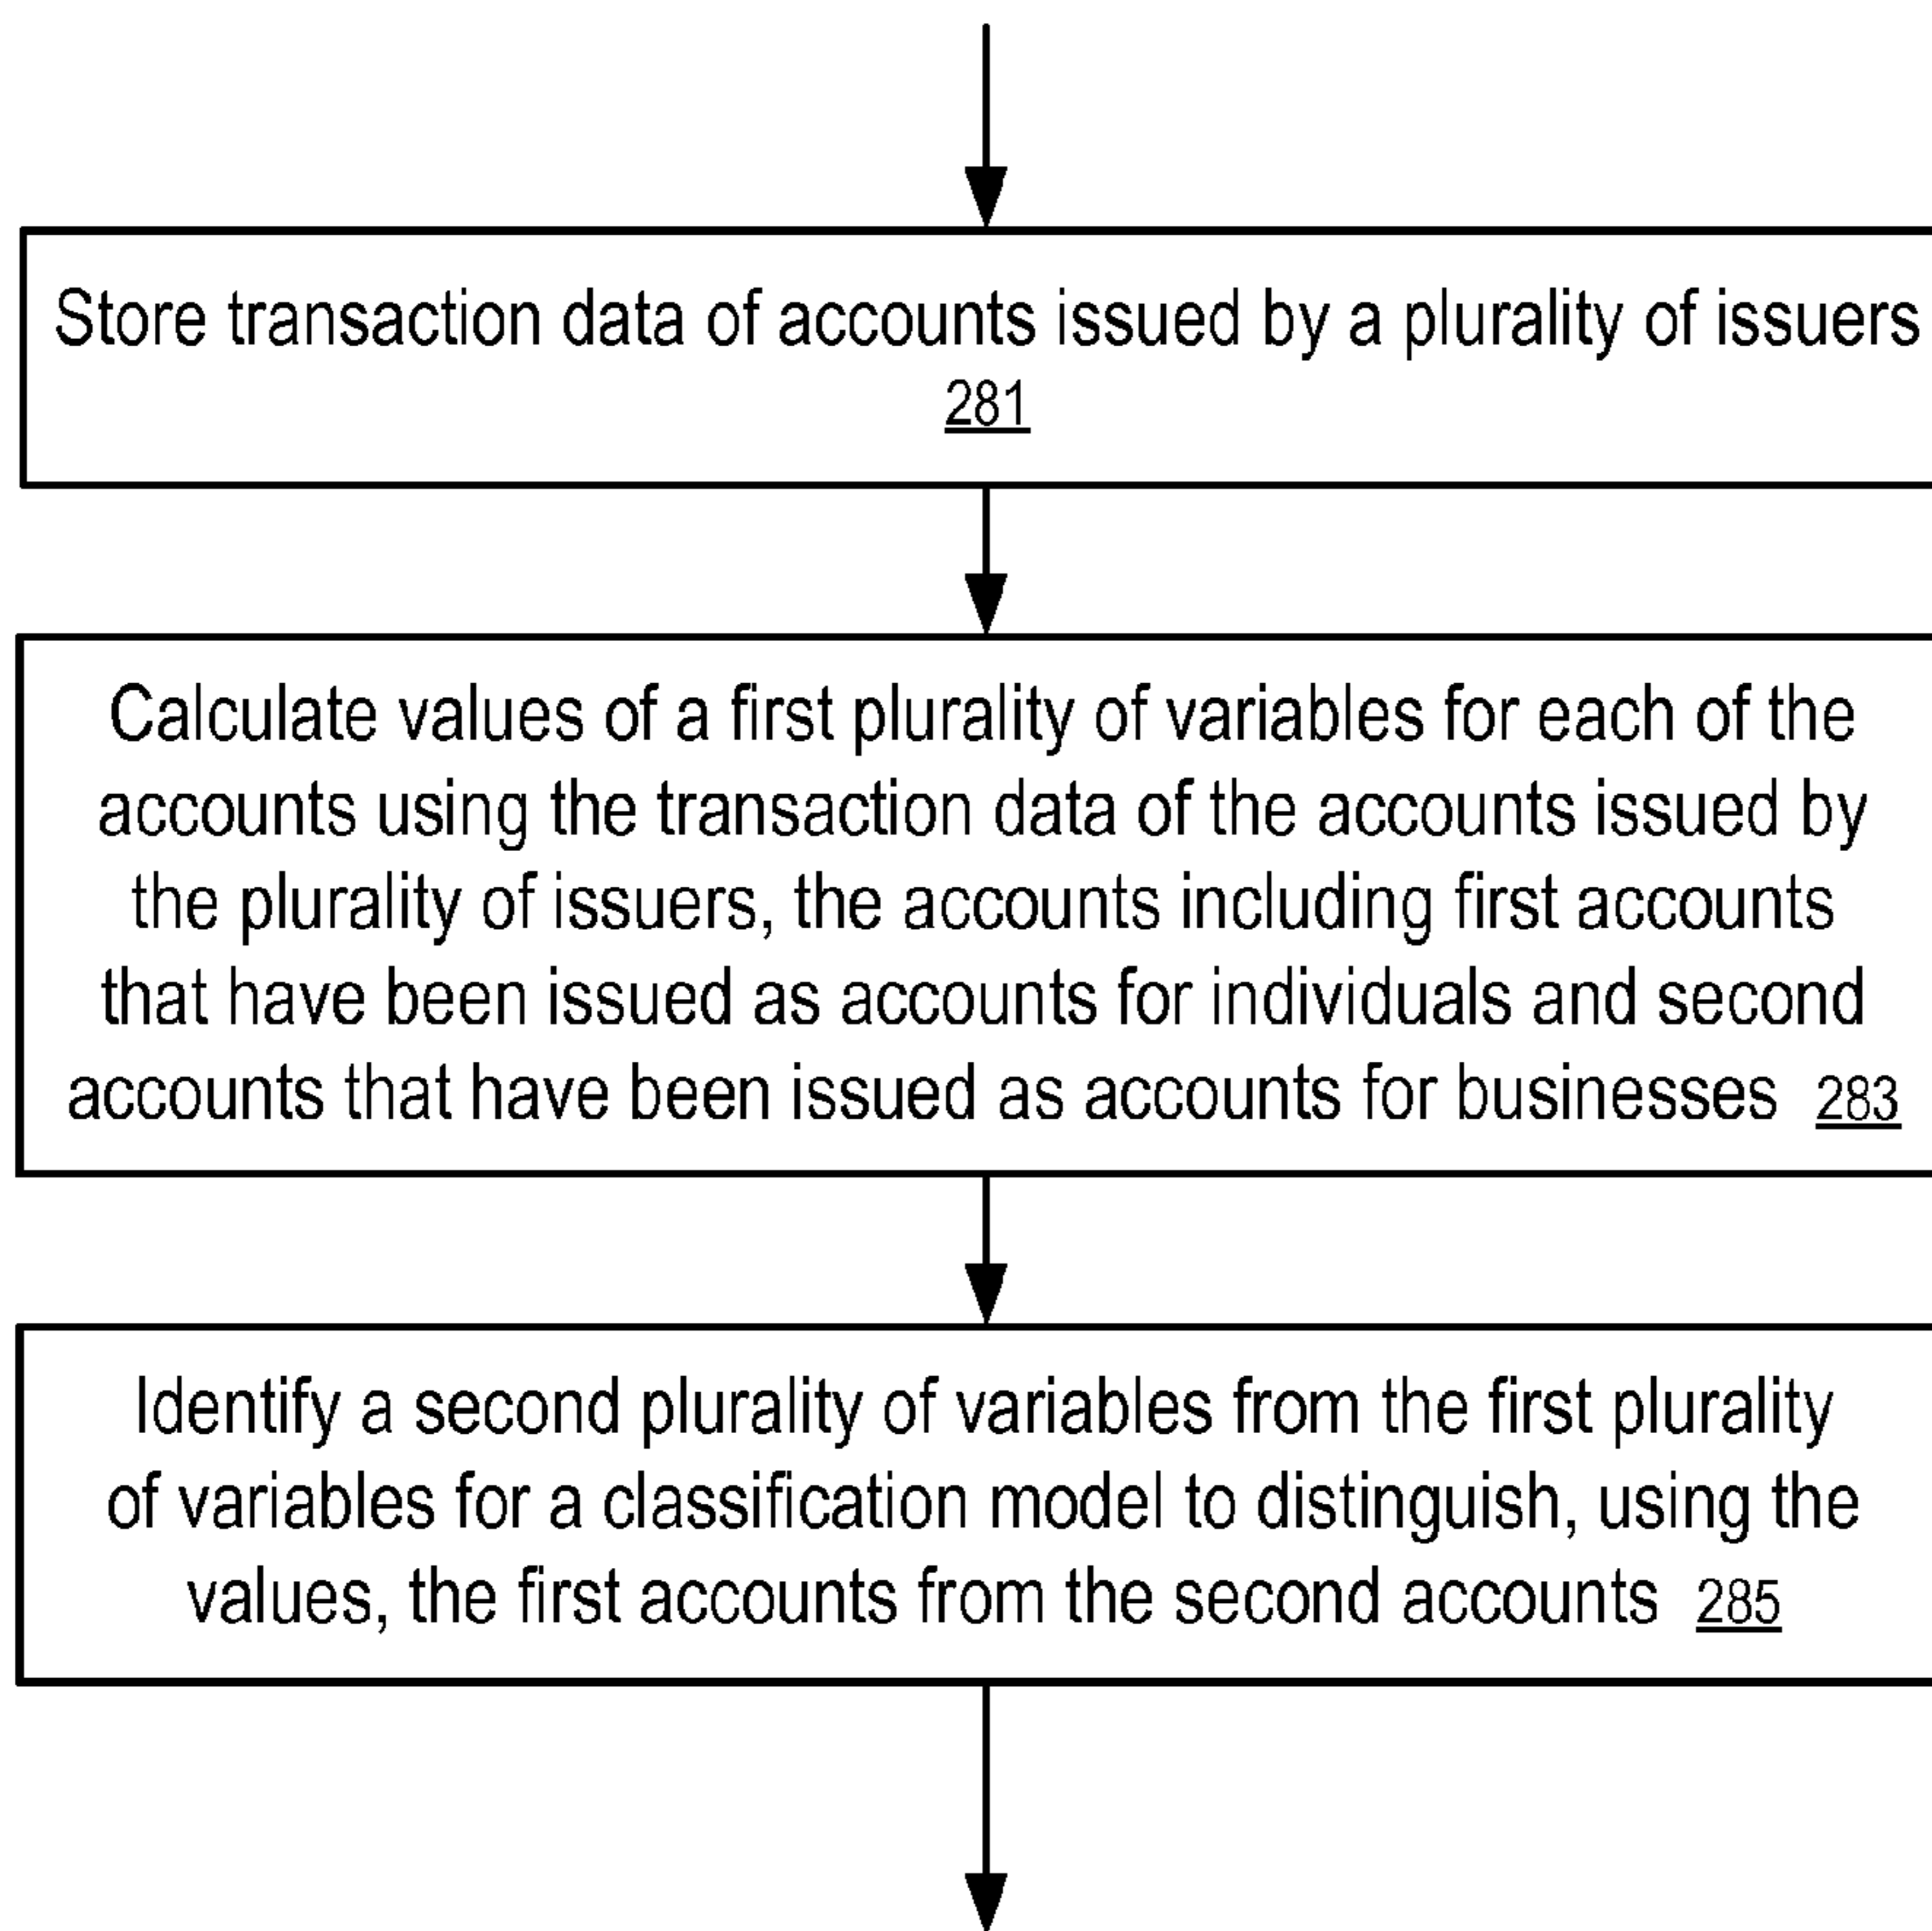 Store transaction data of accounts issued by a plurality of issuers
281
Calculate values of a first plurality of variables for each of the
accounts using the transaction data of the accounts issued by
the plurality of issuers, the accounts including first accounts
that have been issued as accounts for individuals and second
accounts that have been issued as accounts for businesses 283
Identify a second plurality of variables from the first plurality
of variables for a classification model to distinguish, using the
values, the first accounts from the second accounts 285